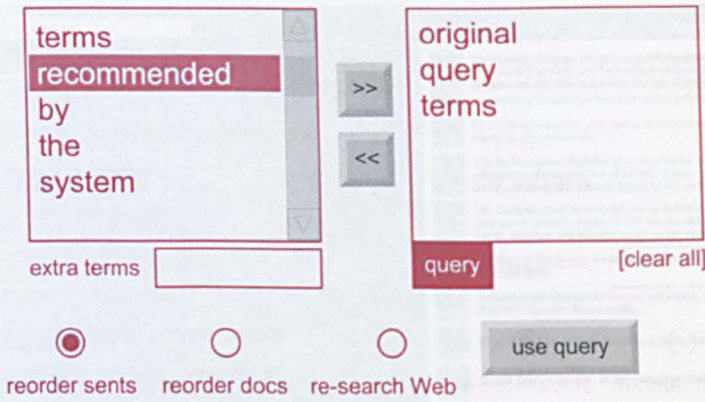 terms
recommended
by
the
system
>>
<<
original
query
terms
extra terms
query
[clear all]
reorder sents
reorder docs
re-search Web
use query